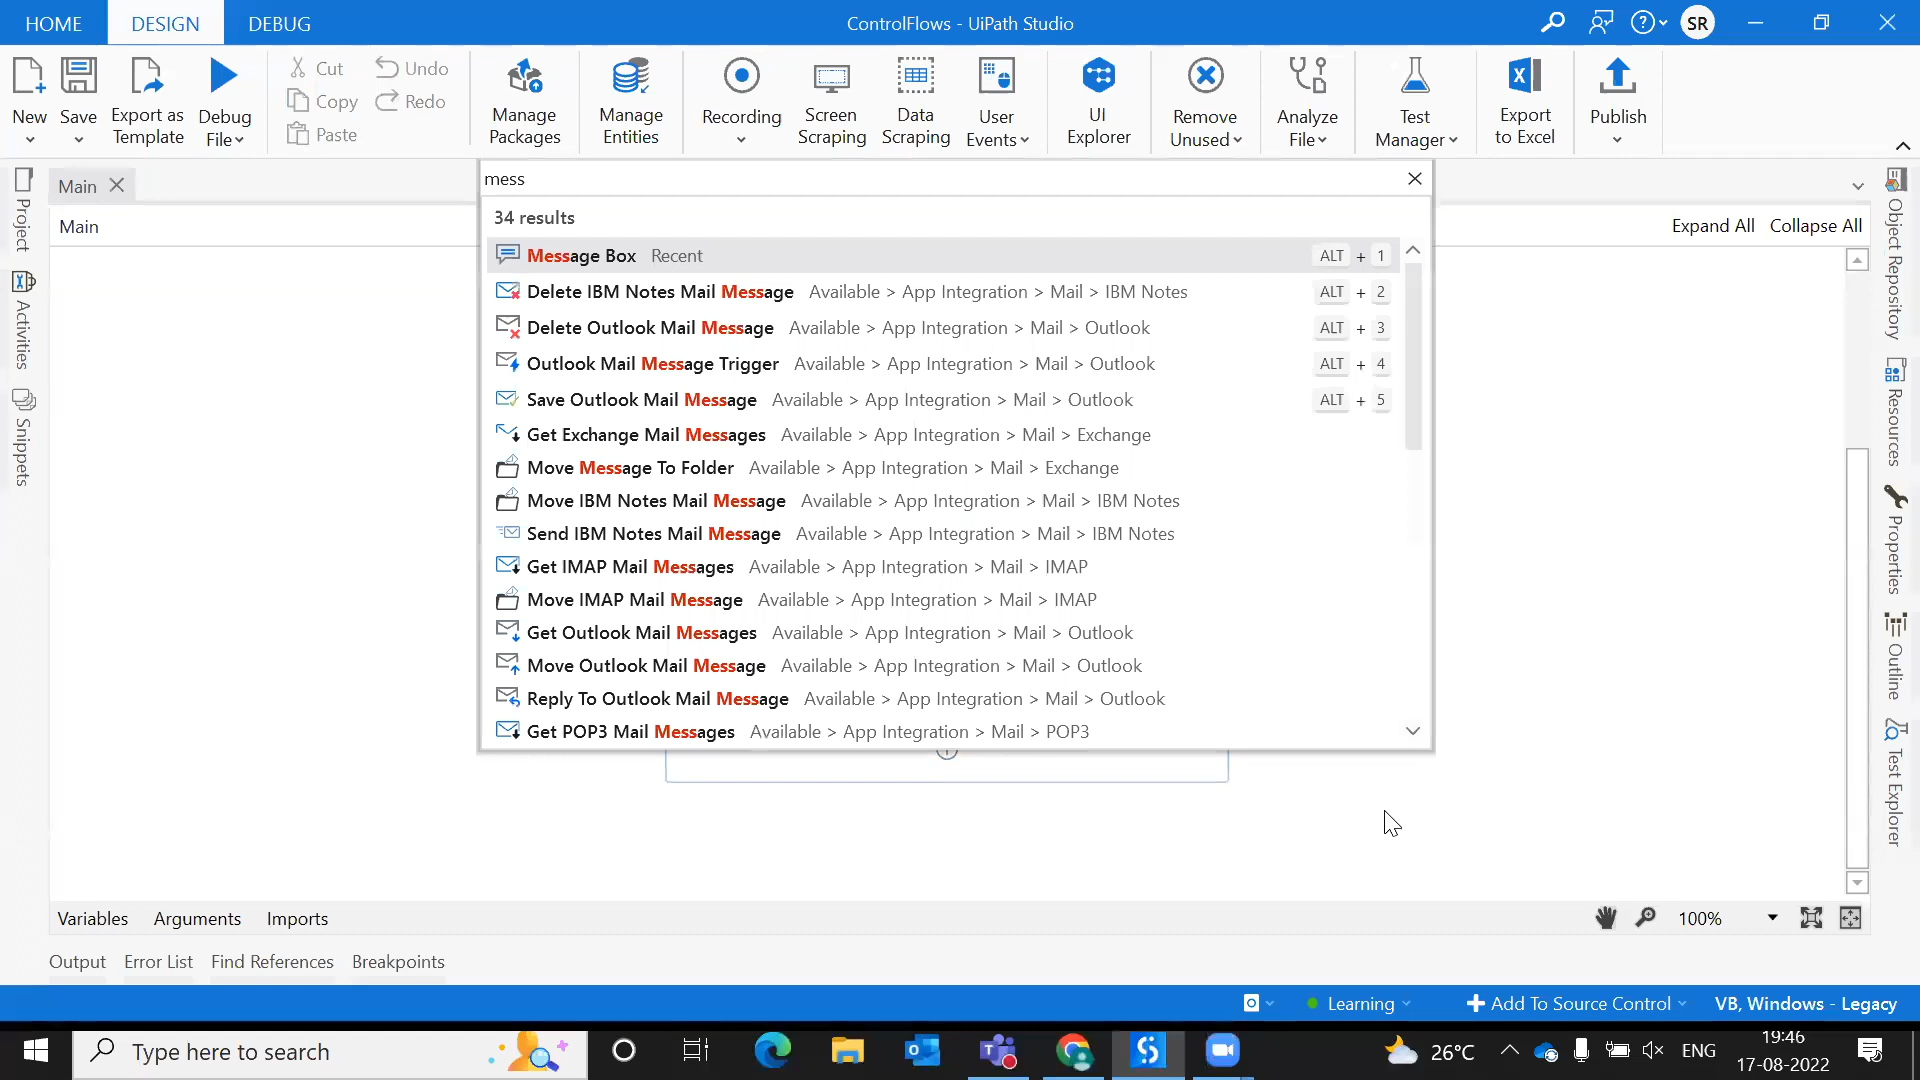 HOME DESIGN DEBUG ControlFlows - UiPath Studio SR
New Save Export as Template Debug File Cut Copy Paste Undo Redo Manage Packages Manage Entities Recording Screen Scraping Data Scraping User Events UI Explorer Remove Unused Analyze File Test Manager Export to Excel Publish
Main
mess
Main
Expand All Collapse All
34 results
Message Box Recent ALT + 1
Delete IBM Notes Mail Message Available > App Integration > Mail > IBM Notes ALT + 2
Delete Outlook Mail Message Available > App Integration > Mail > Outlook ALT + 3
Outlook Mail Message Trigger Available > App Integration > Mail > Outlook ALT + 4
Save Outlook Mail Message Available > App Integration > Mail > Outlook ALT + 5
Get Exchange Mail Messages Available > App Integration > Mail > Exchange
Move Message To Folder Available > App Integration > Mail > Exchange
Move IBM Notes Mail Message Available > App Integration > Mail > IBM Notes
Send IBM Notes Mail Message Available > App Integration > Mail > IBM Notes
Get IMAP Mail Messages Available > App Integration > Mail > IMAP
Move IMAP Mail Message Available > App Integration > Mail > IMAP
Get Outlook Mail Messages Available > App Integration > Mail > Outlook
Move Outlook Mail Message Available > App Integration > Mail > Outlook
Reply To Outlook Mail Message Available > App Integration > Mail > Outlook
Get POP3 Mail Messages Available > App Integration > Mail > POP3
Project
Activities
Snippets
Object Repository
Resources
Properties
Outline
Test Explorer
Variables Arguments Imports 100%
Output Error List Find References Breakpoints
Learning Add To Source Control VB, Windows - Legacy
Type here to search 26°C ENG 19:46
17-08-2022